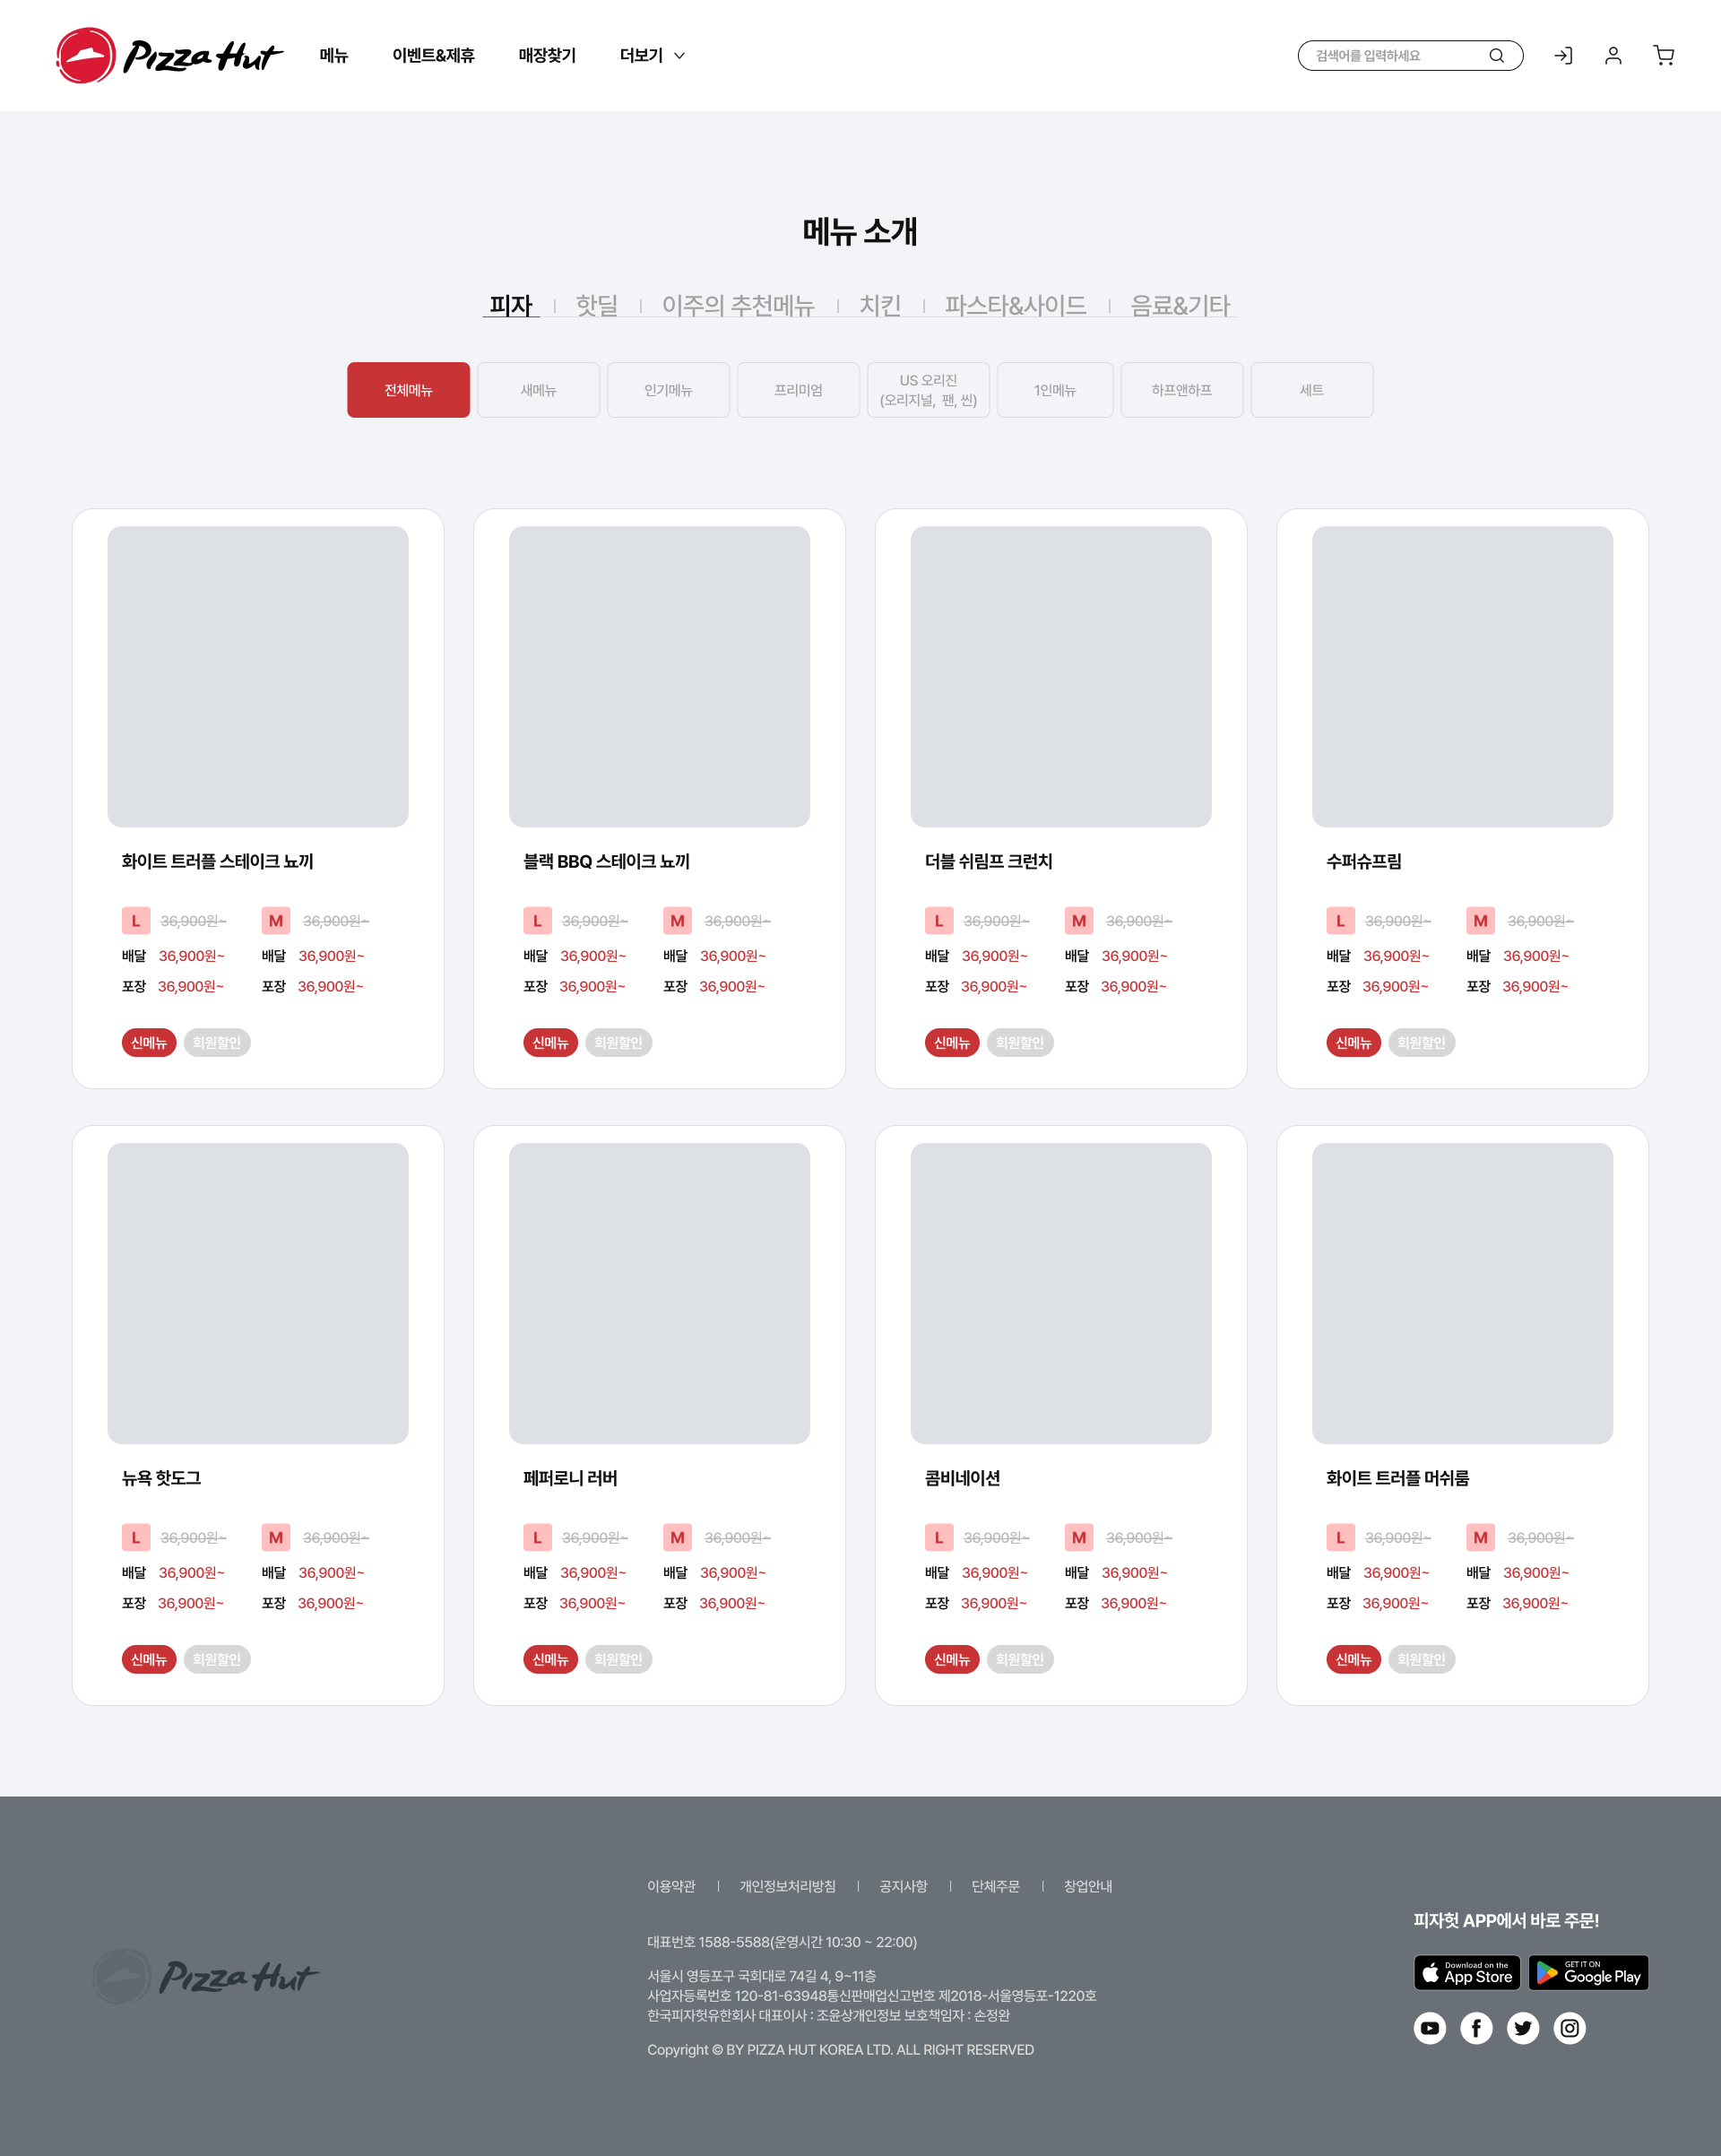 Pizza Hut 메뉴 이벤트&제휴 매장찾기 더보기 검색어를 입력하세요
메뉴 소개
피자 핫딜 이주의 추천메뉴 치킨 파스타&사이드 음료&기타
전체메뉴 새메뉴 인기메뉴 프리미엄 US 오리진 (오리지널, 팬, 씬) 1인메뉴 하프앤하프 세트
화이트 트러플 스테이크 뇨끼
L 36,900원~ M 36,900원~
배달 36,900원~ 배달 36,900원~
포장 36,900원~ 포장 36,900원~
신메뉴 회원할인
블랙 BBQ 스테이크 뇨끼
L 36,900원~ M 36,900원~
배달 36,900원~ 배달 36,900원~
포장 36,900원~ 포장 36,900원~
신메뉴 회원할인
더블 쉬림프 크런치
L 36,900원~ M 36,900원~
배달 36,900원~ 배달 36,900원~
포장 36,900원~ 포장 36,900원~
신메뉴 회원할인
수퍼슈프림
L 36,900원~ M 36,900원~
배달 36,900원~ 배달 36,900원~
포장 36,900원~ 포장 36,900원~
신메뉴 회원할인
뉴욕 핫도그
L 36,900원~ M 36,900원~
배달 36,900원~ 배달 36,900원~
포장 36,900원~ 포장 36,900원~
신메뉴 회원할인
페퍼로니 러버
L 36,900원~ M 36,900원~
배달 36,900원~ 배달 36,900원~
포장 36,900원~ 포장 36,900원~
신메뉴 회원할인
콤비네이션
L 36,900원~ M 36,900원~
배달 36,900원~ 배달 36,900원~
포장 36,900원~ 포장 36,900원~
신메뉴 회원할인
화이트 트러플 머쉬룸
L 36,900원~ M 36,900원~
배달 36,900원~ 배달 36,900원~
포장 36,900원~ 포장 36,900원~
신메뉴 회원할인
Pizza Hut
이용약관 개인정보처리방침 공지사항 단체주문 창업안내
대표번호 1588-5588(운영시간 10:30 ~ 22:00)
서울시 영등포구 국회대로 74길 4, 9~11층
사업자등록번호 120-81-63948통신판매업신고번호 제2018-서울영등포-1220호
한국피자헛유한회사 대표이사 : 조윤상개인정보 보호책임자 : 손정완
Copyright © BY PIZZA HUT KOREA LTD. ALL RIGHT RESERVED
피자헛 APP에서 바로 주문!
Download on the
App Store
GET IT ON
Google Play